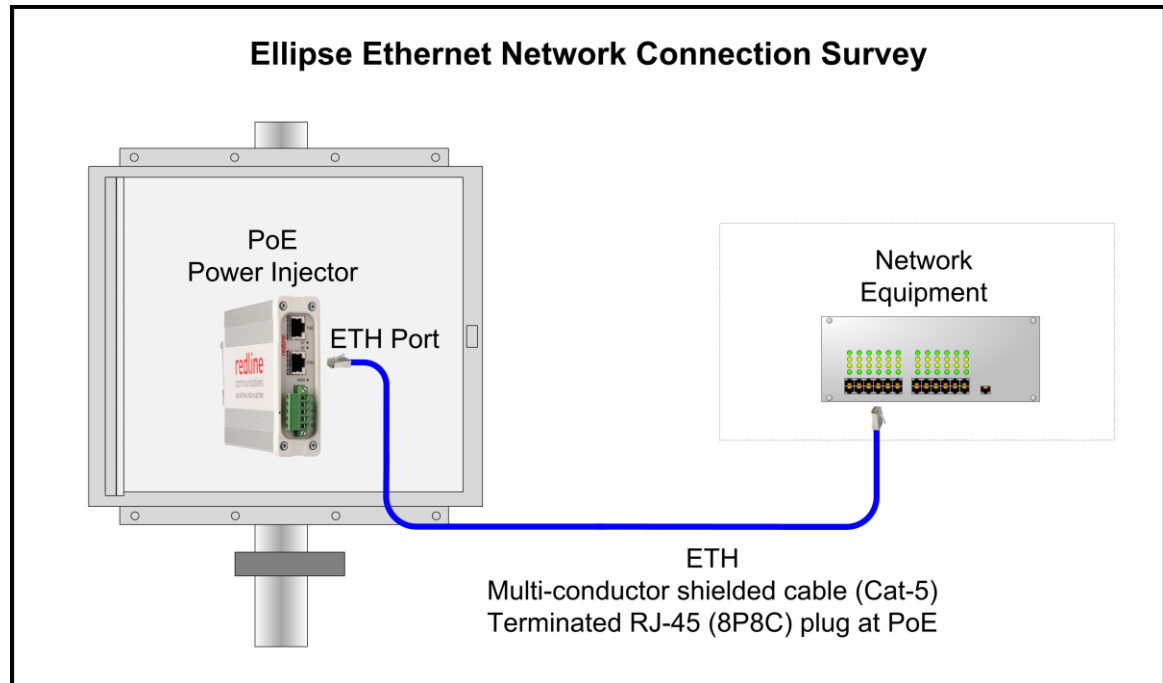 Ellipse Ethernet Network Connection Survey
PoE
Power Injector
ETH Port
redline
communications
Network
Equipment
ETH
Multi-conductor shielded cable (Cat-5)
Terminated RJ-45 (8P8C) plug at PoE